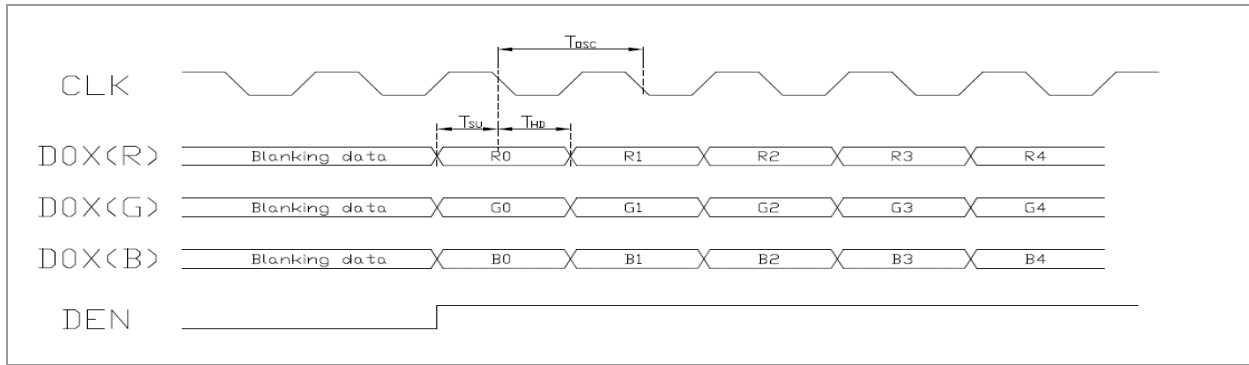 TOSC
CLK
TSU THD
DOX(R) Blanking data R0 R1 R2 R3 R4
DOX(G) Blanking data G0 G1 G2 G3 G4
DOX(B) Blanking data B0 B1 B2 B3 B4
DEN